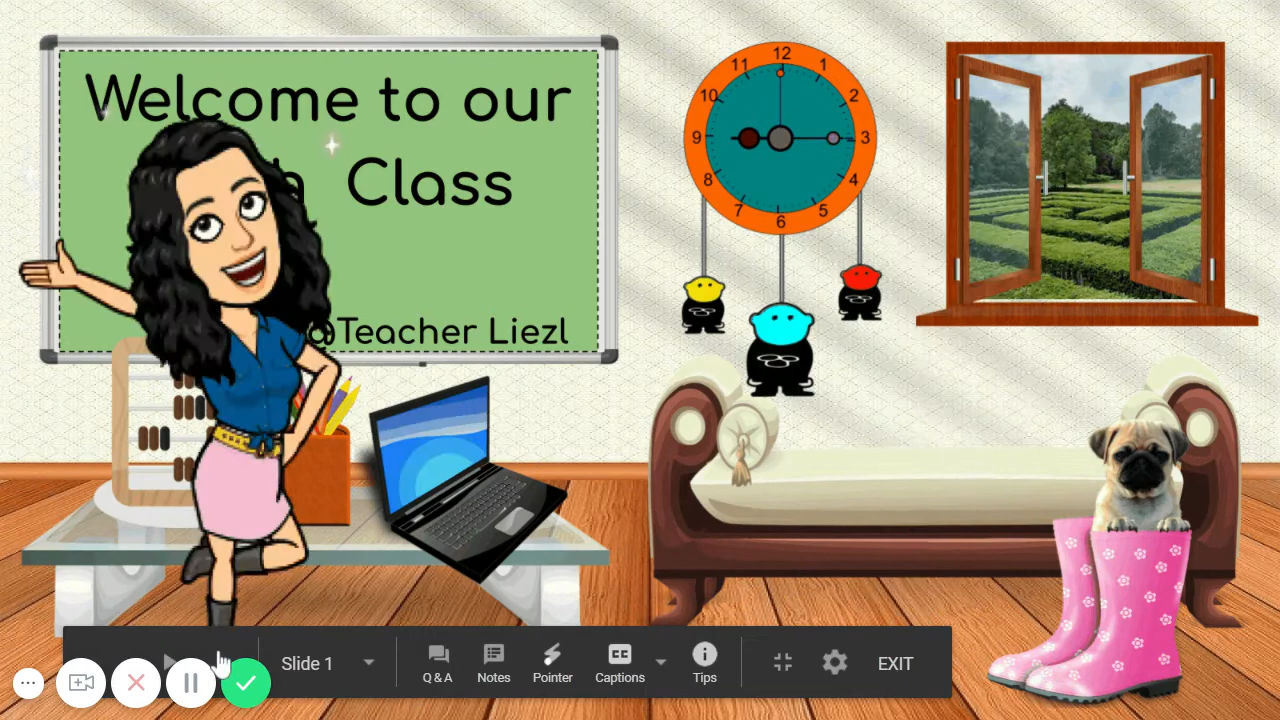 Welcome to our
Class
@Teacher Liezl
12
11
1
10
2
9
3
8
4
7
5
6
Slide 1
Q & A
Notes
Pointer
CC
Captions
Tips
EXIT